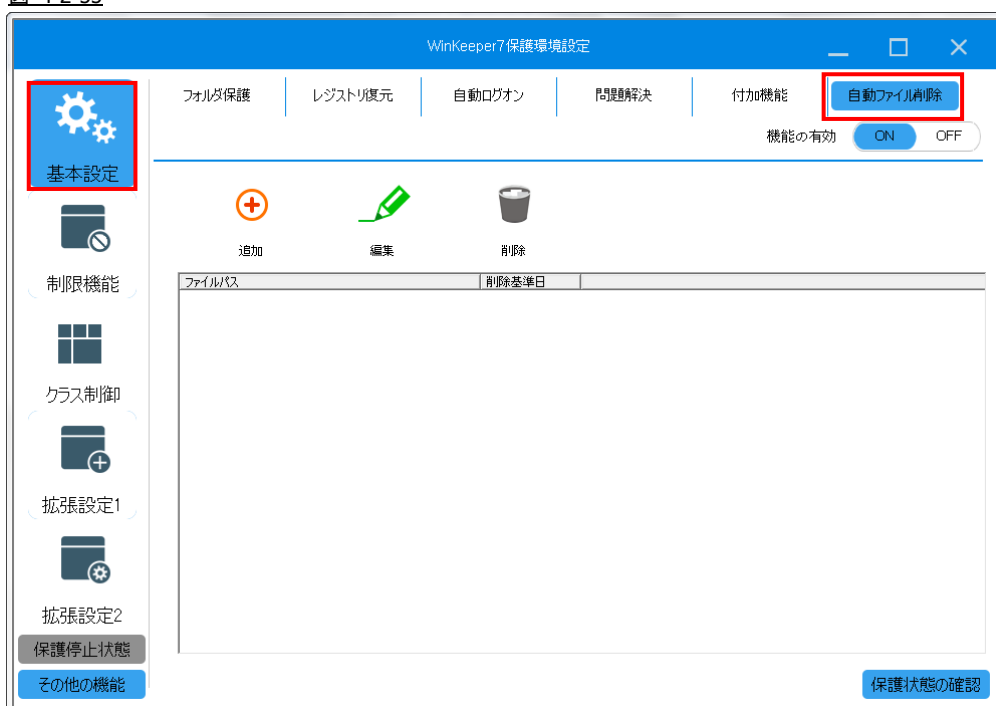 WinKeeper7保護環境設定
フォルダ保護 レジストリ復元 自動ログオン 問題解決 付加機能 自動ファイル削除
機能の有効 ON OFF
基本設定
制限機能
クラス制御
拡張設定1
拡張設定2
保護停止状態
その他の機能
追加 編集 削除
ファイルパス 削除基準日
保護状態の確認